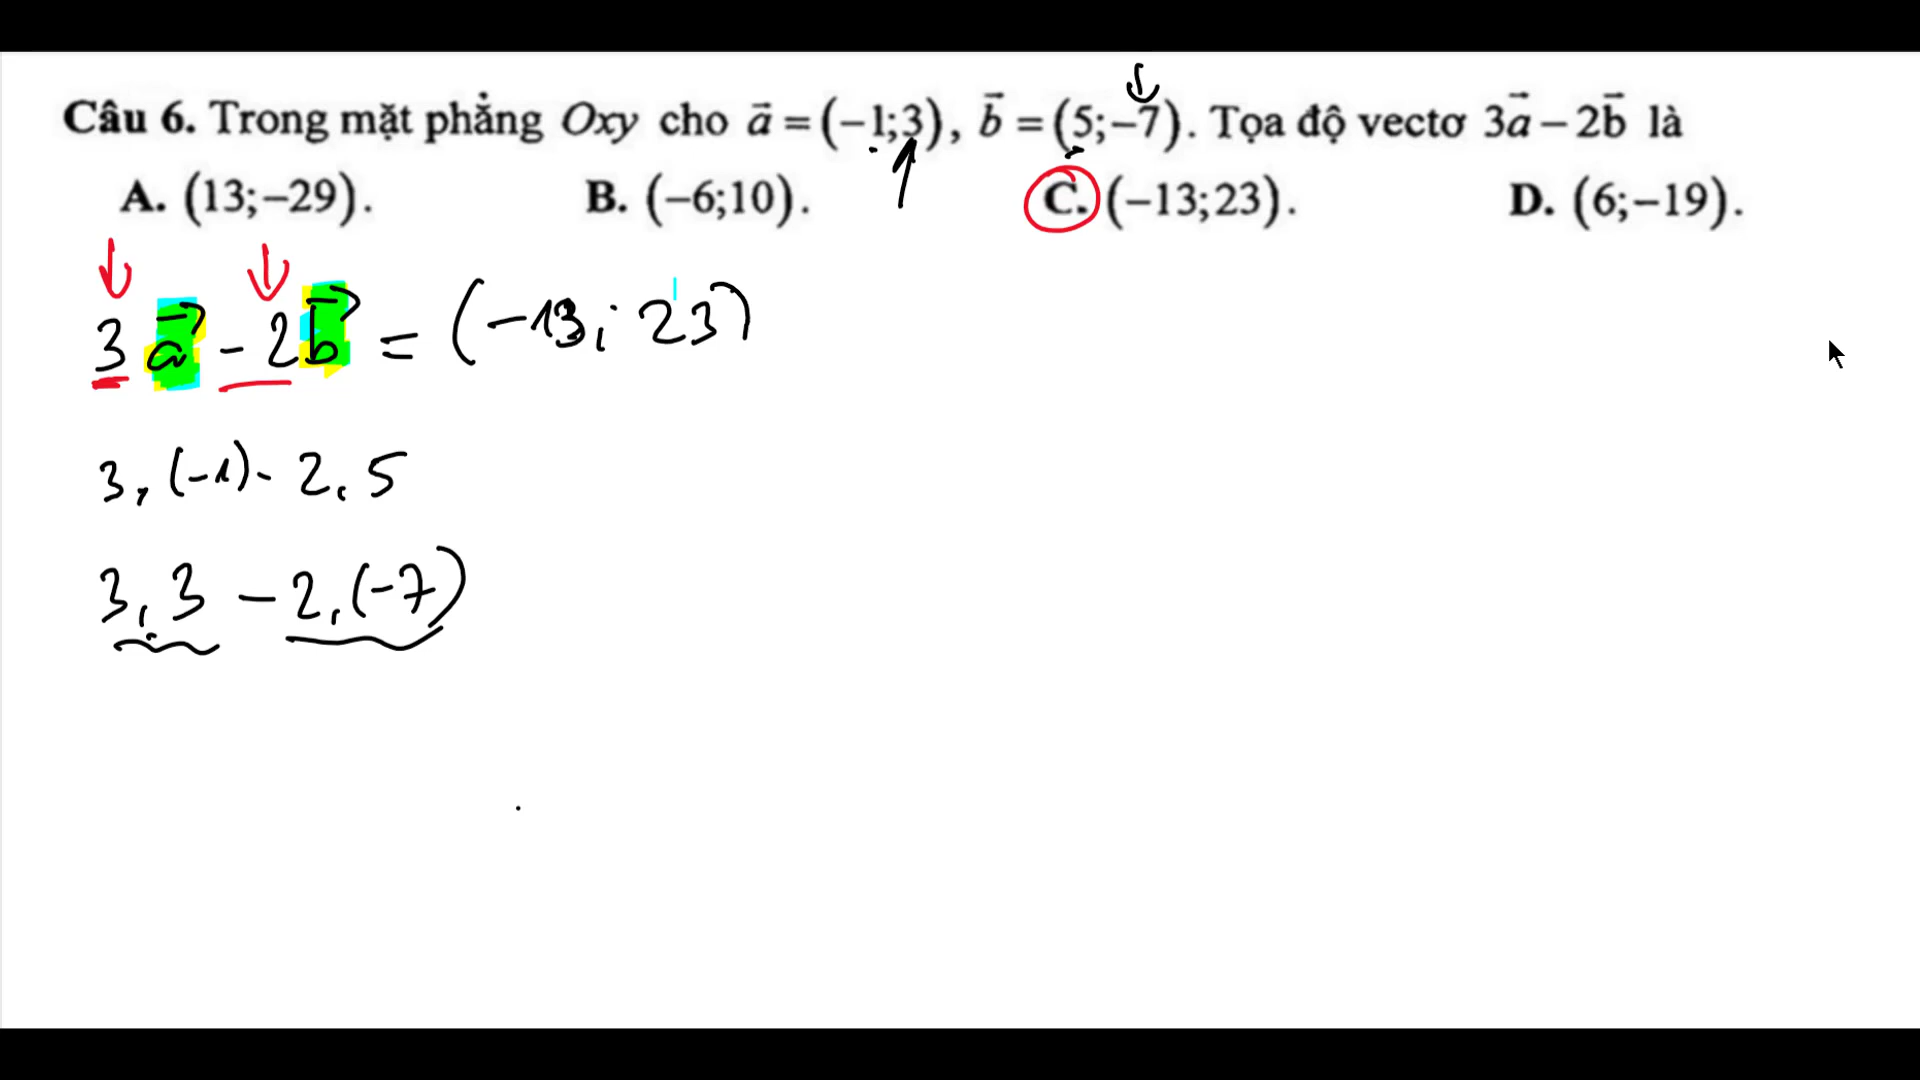 Câu 6. Trong mặt phẳng Oxy cho a⃗ = (−1;3), b⃗ = (5;−7). Tọa độ vectơ 3a⃗ − 2b⃗ là
A. (13;−29). B. (−6;10). C. (−13;23). D. (6;−19).
3a⃗ − 2b⃗ = (−13; 23)
3.(−1) − 2.5
3.3 − 2.(−7)